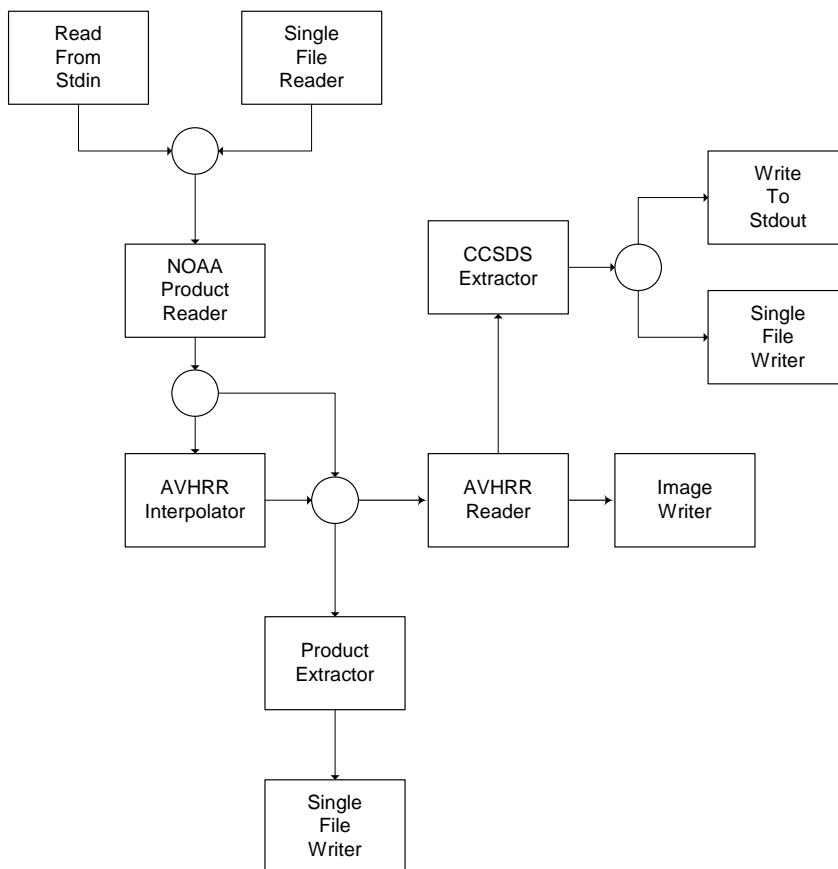 Read
From
Stdin
Single
File
Reader
Write
To
Stdout
CCSDS
Extractor
NOAA
Product
Reader
Single
File
Writer
AVHRR
Interpolator
AVHRR
Reader
Image
Writer
Product
Extractor
Single
File
Writer